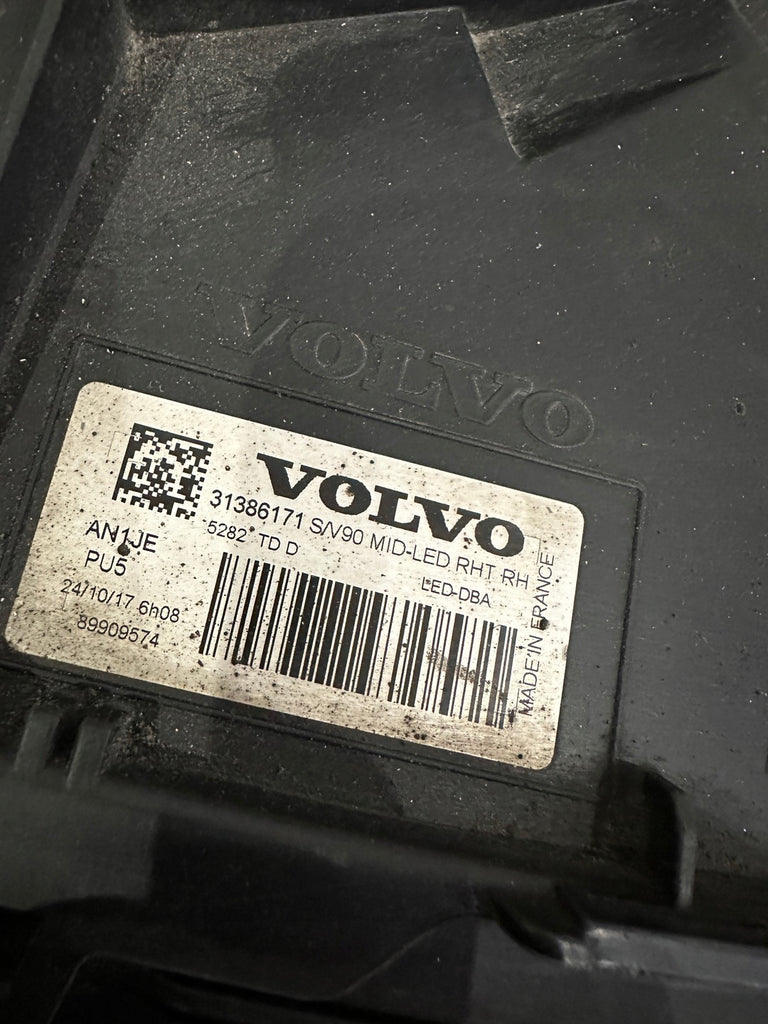 VOLVO
VOLVO
31386171 S/V90 MID-LED RHT RH
5282 TD D
LED-DBA
AN1JE
PU5
24/10/17 6h08
89909574
MADE IN FRANCE